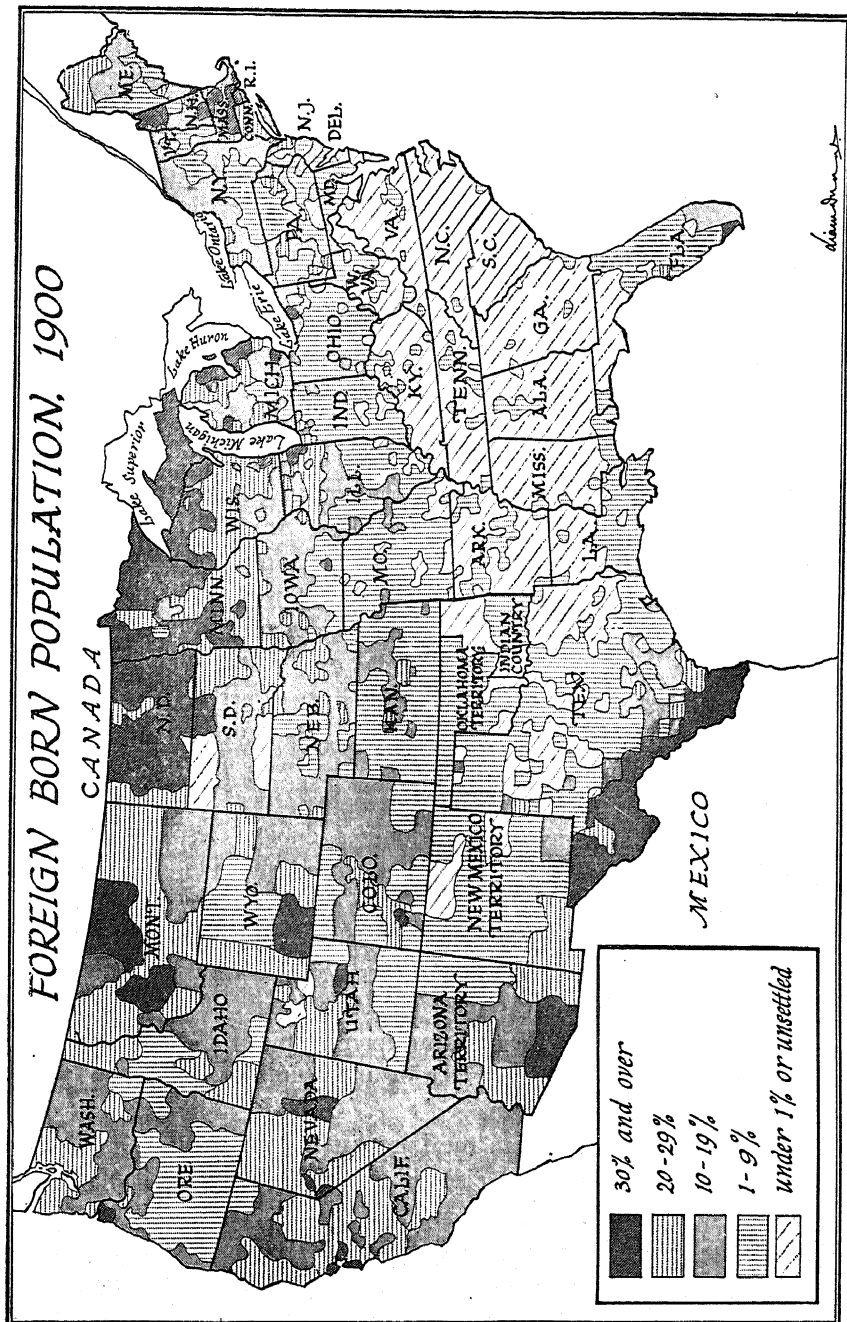 FOREIGN BORN POPULATION, 1900
CANADA
MEXICO
Lake Superior
Lake Huron
Lake Michigan
Lake Erie
Lake Ontario
WASH.
ORE.
CALIF.
NEVADA
IDAHO
MONT.
WYO.
UTAH
COLO.
ARIZONA
TERRITORY
NEW MEXICO
TERRITORY
N.D.
S.D.
NEB.
KAN.
OKLAHOMA
TERRITORY
INDIAN
COUNTRY
TEX.
MINN.
IOWA
MO.
ARK.
LA.
WIS.
ILL.
MICH.
IND.
OHIO
KY.
TENN.
MISS.
ALA.
GA.
FLA.
S.C.
N.C.
VA.
W.
VA.
MD.
DEL.
N.J.
PA.
N.Y.
CONN.
R.I.
MASS.
VT.
N.H.
ME.
30% and over
20-29%
10-19%
1-9%
under 1% or unsettled